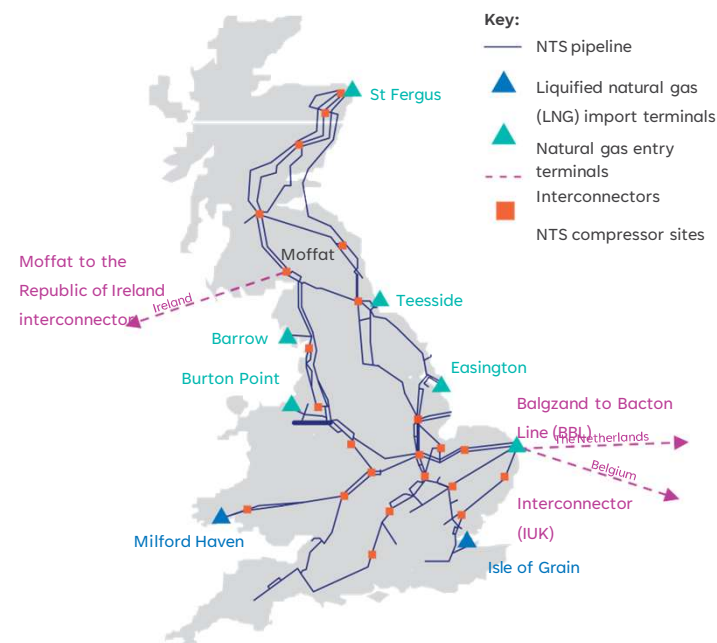 Key:
NTS pipeline
Liquified natural gas
(LNG) import terminals
Natural gas entry
terminals
Interconnectors
NTS compressor sites
St Fergus
Moffat
Moffat to the
Republic of Ireland
interconnector
Ireland
Teesside
Barrow
Easington
Burton Point
Balgzand to Bacton
Line (BBL)
The Netherlands
Belgium
Interconnector
(IUK)
Milford Haven
Isle of Grain